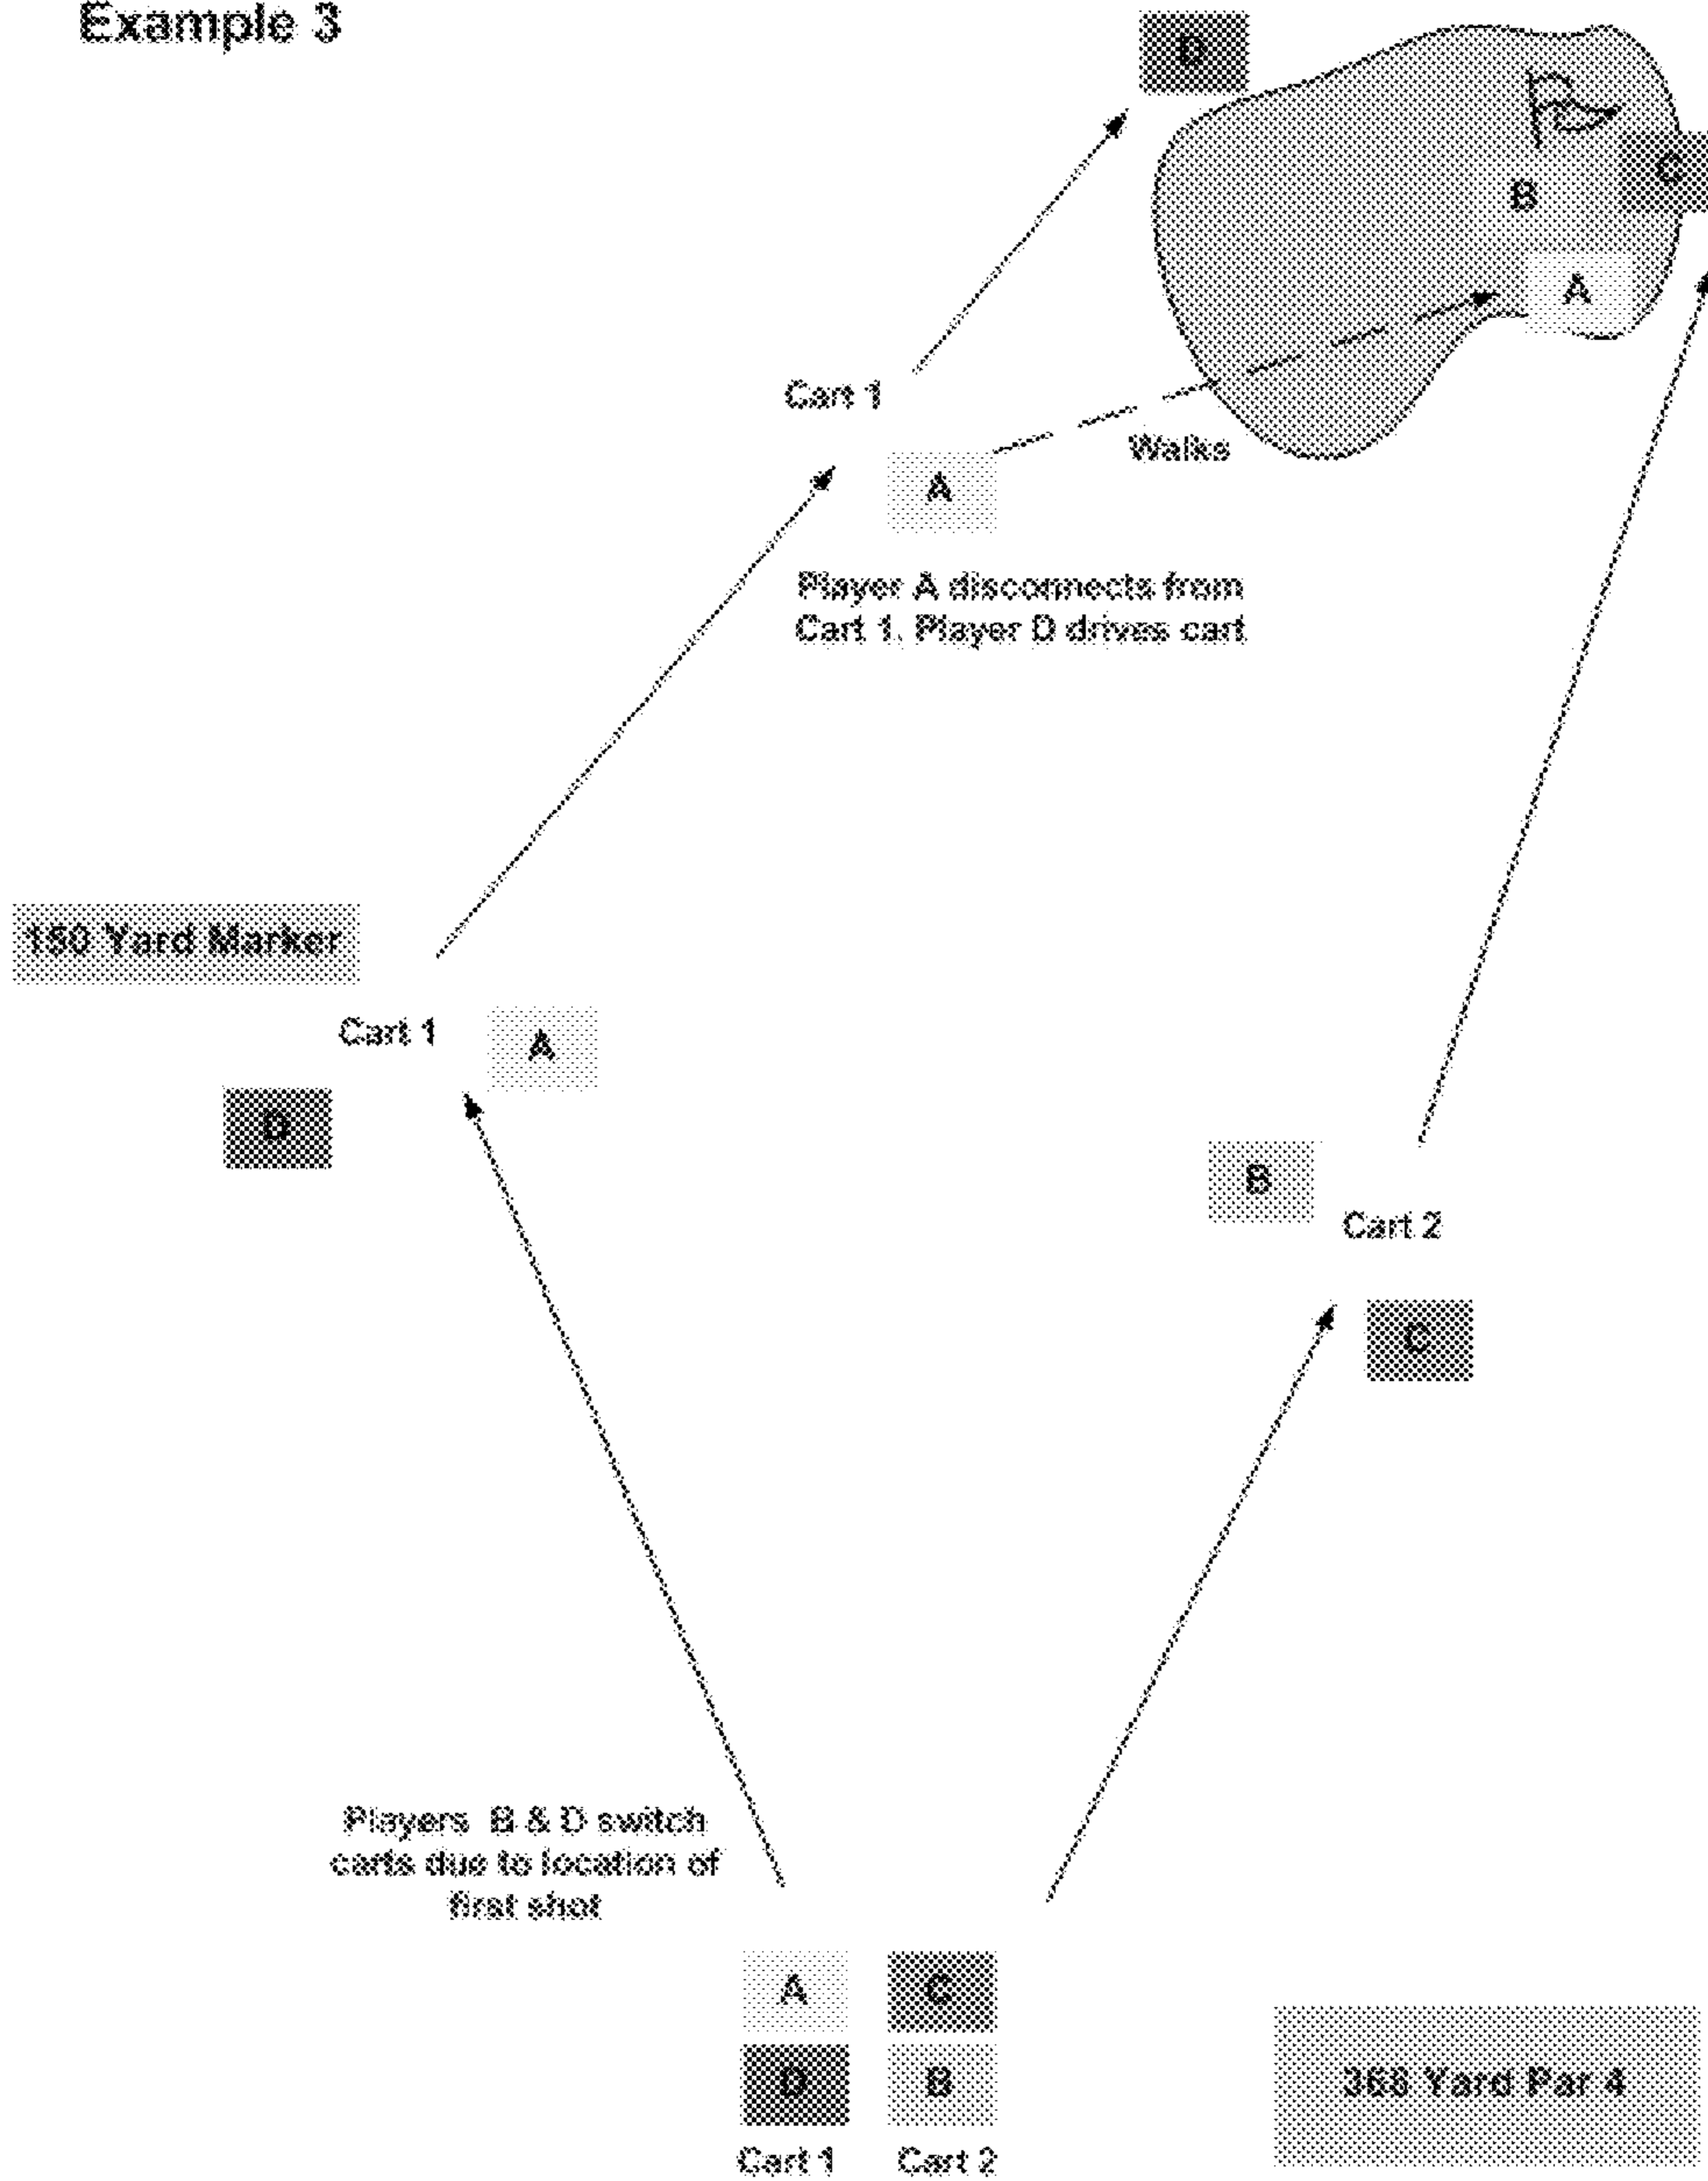 Example 3
D
C
B
A
Cart 1
Walks
A
Player A disconnects from
Cart 1. Player D drives cart
150 Yard Marker
Cart 1
A
D
B
Cart 2
C
Players B & D switch
carts due to location of
first shot
A
C
D
B
368 Yard Par 4
Cart 1
Cart 2